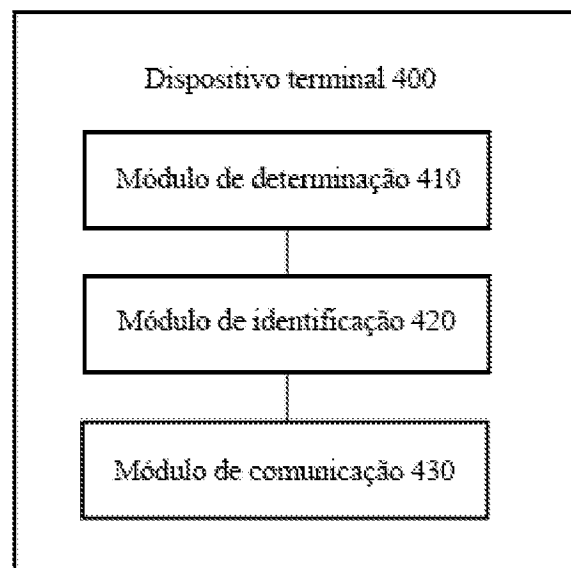 Dispositivo terminal 400
Módulo de determinação 410
Módulo de identificação 420
Módulo de comunicação 430